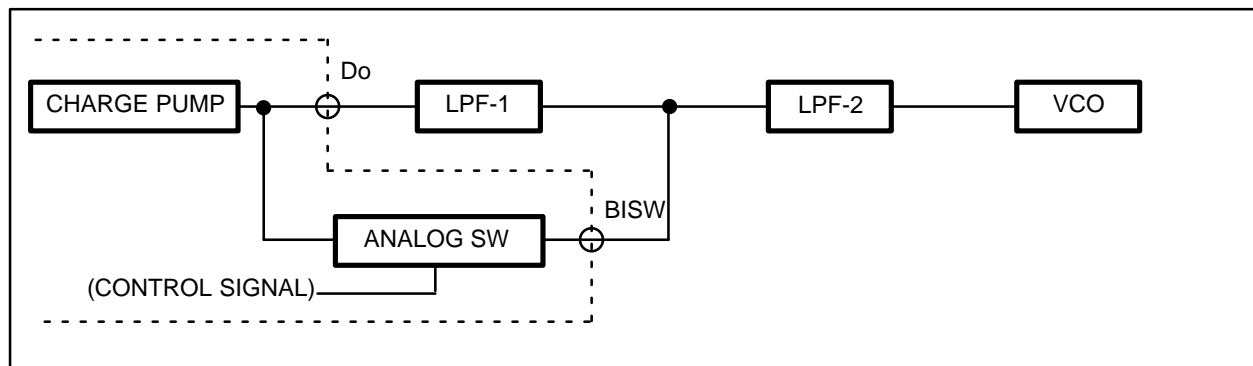 Do
CHARGE PUMP
LPF-1
LPF-2
VCO
BISW
ANALOG SW
(CONTROL SIGNAL)